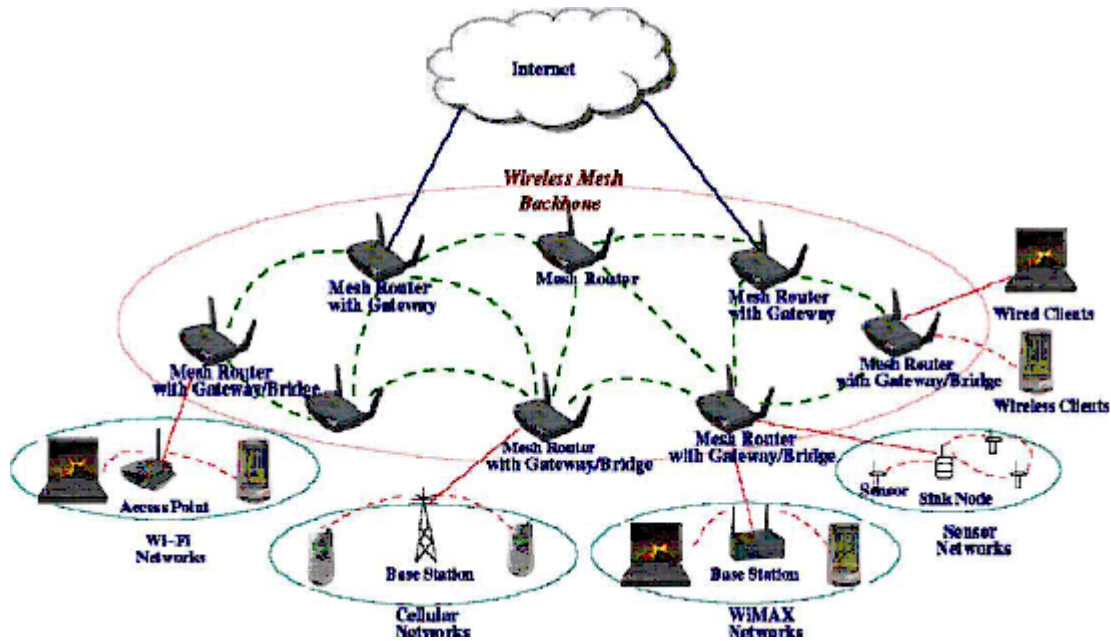 Internet
Wireless Mesh
Backbone
Mesh Router
with Gateway
Mesh Router
Mesh Router
with Gateway
Wired Clients
Mesh Router
with Gateway/Bridge
Mesh Router
with Gateway/Bridge
Wireless Clients
Mesh Router
with Gateway/Bridge
Mesh Router
with Gateway/Bridge
Access Point
Wi-Fi
Networks
Sensor
Sink Node
Sensor
Networks
Base Station
Cellular
Networks
Base Station
WiMAX
Networks